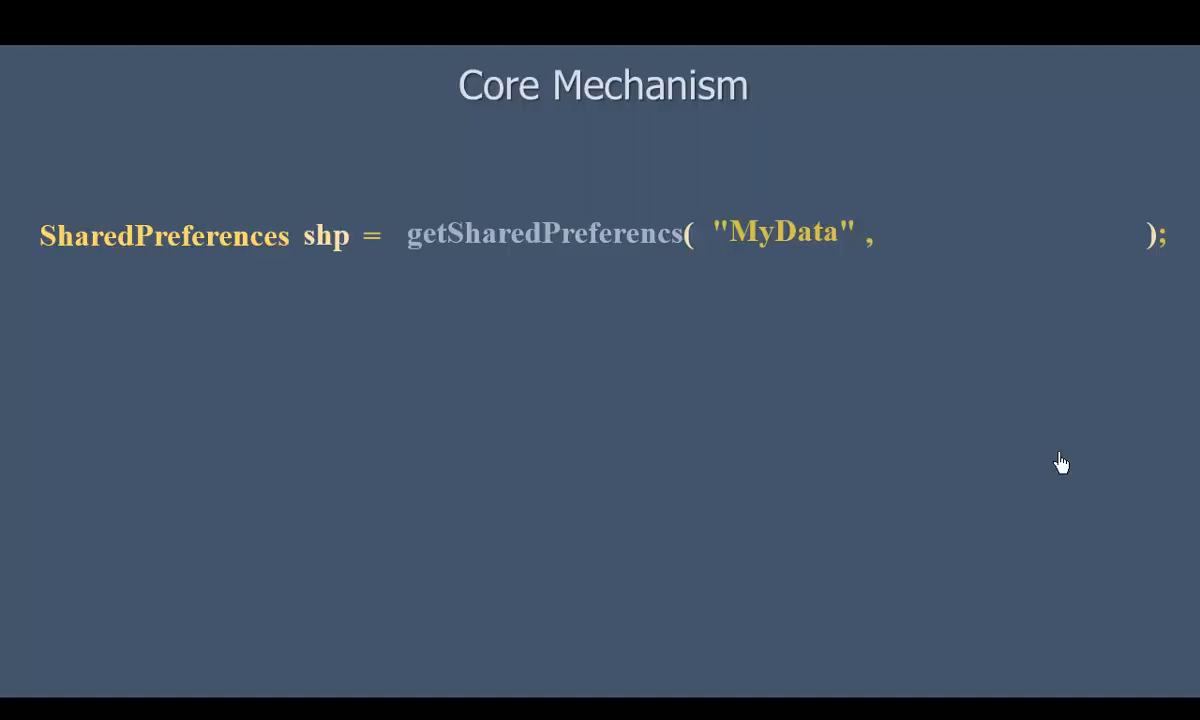 Core Mechanism
SharedPreferences shp = getSharedPreferencs( "MyData" , );